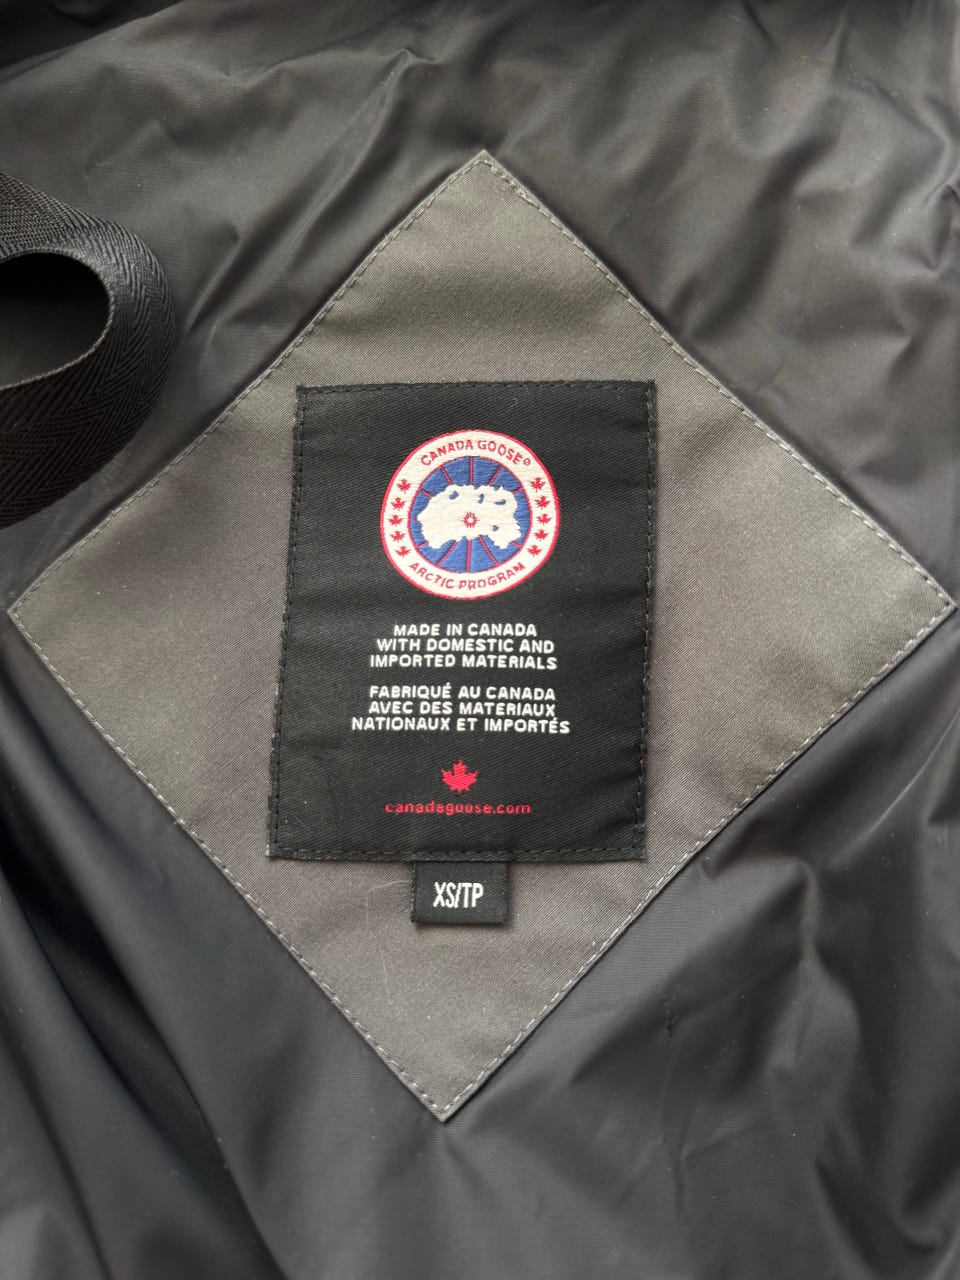 CANADA GOOSE®
ARCTIC PROGRAM
MADE IN CANADA
WITH DOMESTIC AND
IMPORTED MATERIALS
FABRIQUÉ AU CANADA
AVEC DES MATERIAUX
NATIONAUX ET IMPORTÉS
canadagoose.com
XS/TP